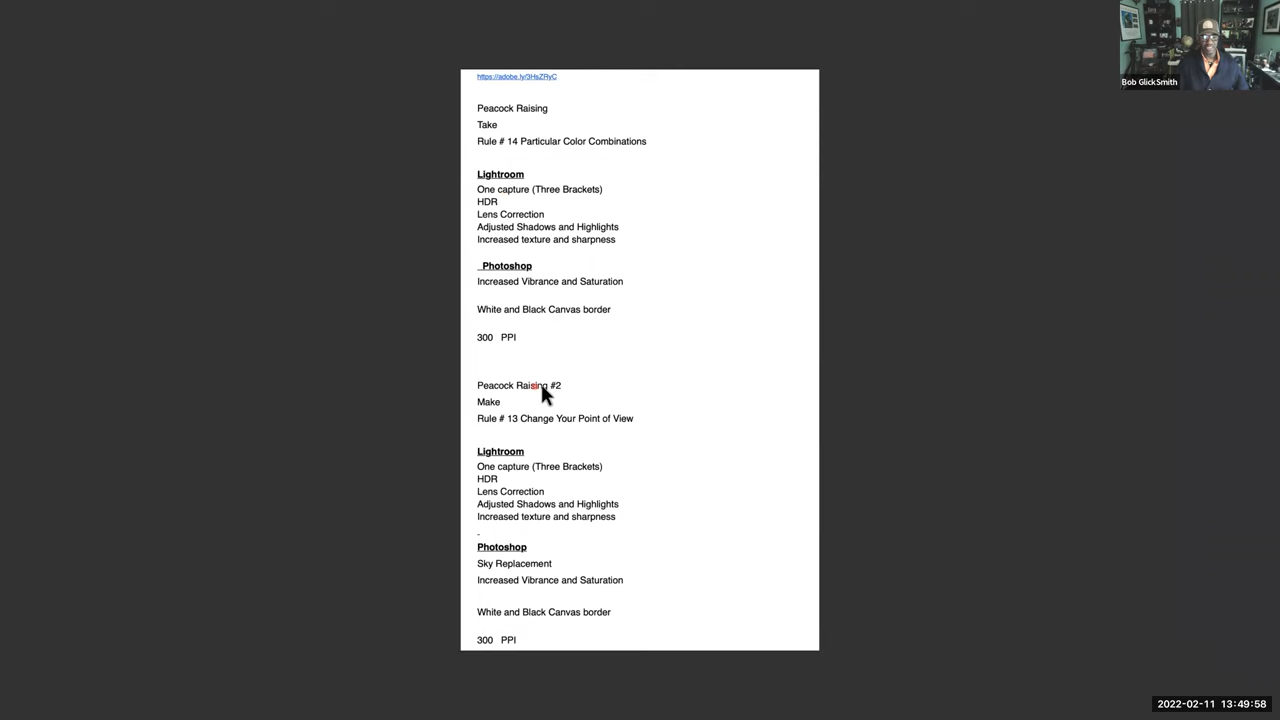 https://adobe.ly/3HsZRyC
Peacock Raising
Take
Rule # 14 Particular Color Combinations
Lightroom
One capture (Three Brackets)
HDR
Lens Correction
Adjusted Shadows and Highlights
Increased texture and sharpness
Photoshop
Increased Vibrance and Saturation
White and Black Canvas border
300 PPI
Peacock Raising #2
Make
Rule # 13 Change Your Point of View
Lightroom
One capture (Three Brackets)
HDR
Lens Correction
Adjusted Shadows and Highlights
Increased texture and sharpness
-
Photoshop
Sky Replacement
Increased Vibrance and Saturation
White and Black Canvas border
300 PPI
Bob GlickSmith
2022-02-11 13:49:58